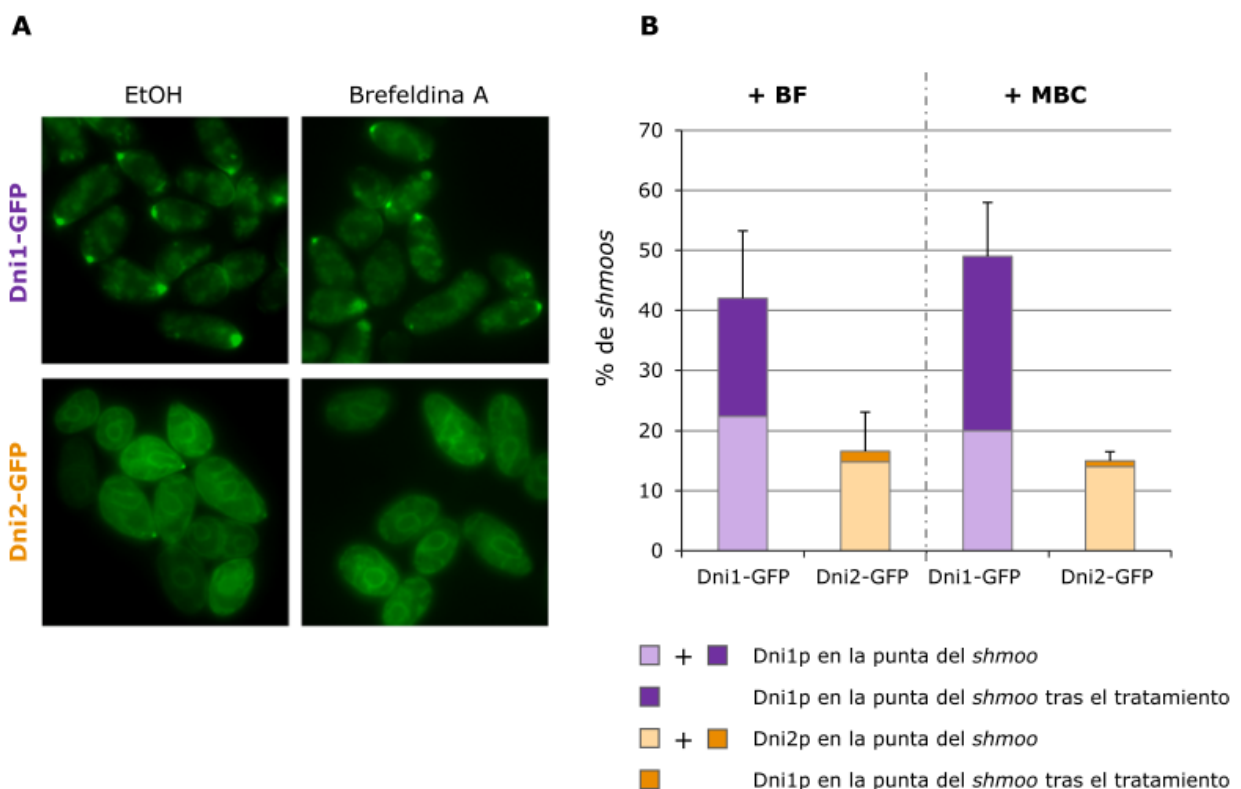 A
EtOH
Brefeldina A
Dni1-GFP
Dni2-GFP
B
+ BF
+ MBC
% de shmoos
70
60
50
40
30
20
10
0
Dni1-GFP Dni2-GFP Dni1-GFP Dni2-GFP
+ Dni1p en la punta del shmoo
Dni1p en la punta del shmoo tras el tratamiento
+ Dni2p en la punta del shmoo
Dni1p en la punta del shmoo tras el tratamiento